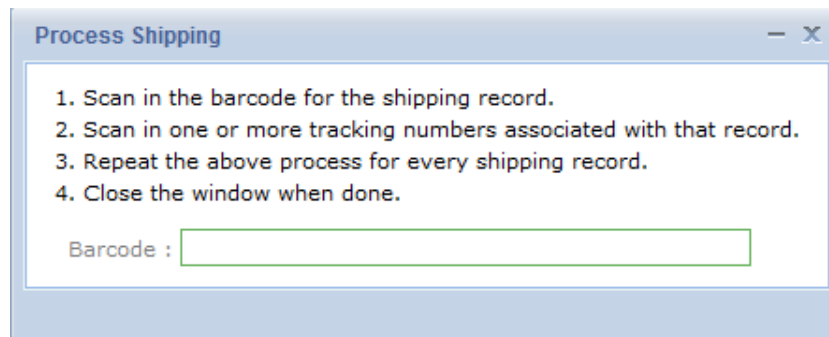 Process Shipping
1. Scan in the barcode for the shipping record.
2. Scan in one or more tracking numbers associated with that record.
3. Repeat the above process for every shipping record.
4. Close the window when done.
Barcode :